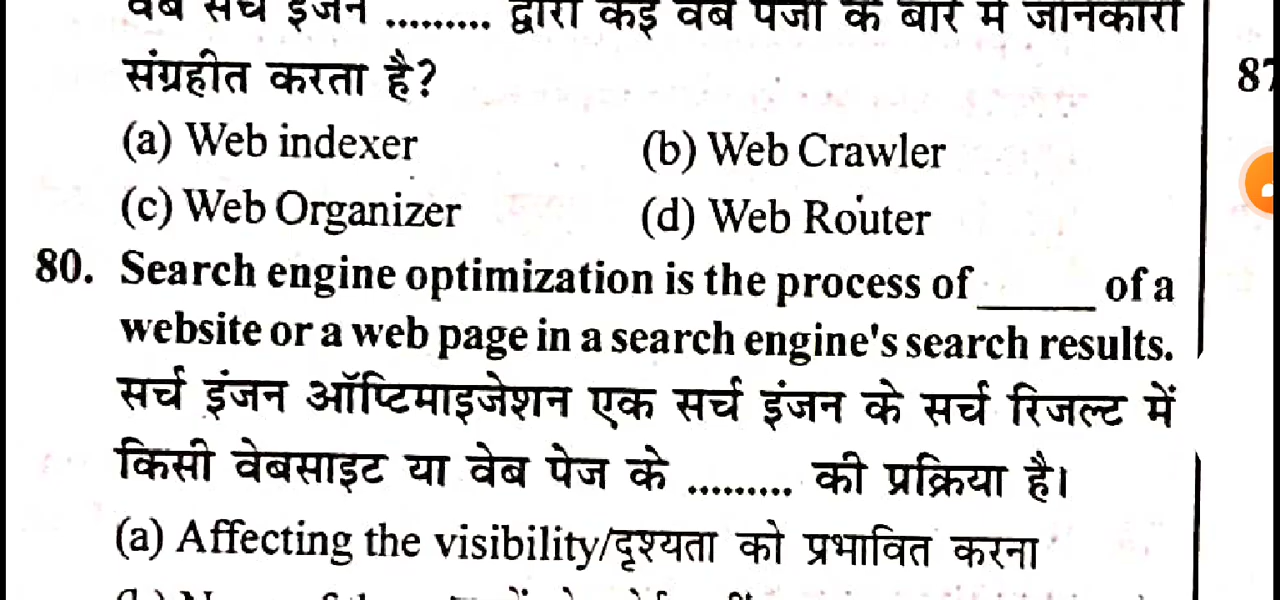 वेब सर्च इंजन ......... द्वारा कई वेब पेजों के बारे में जानकारी
संग्रहीत करता है?
(a) Web indexer (b) Web Crawler
(c) Web Organizer (d) Web Router
80. Search engine optimization is the process of ______ of a
website or a web page in a search engine's search results.
सर्च इंजन ऑप्टिमाइजेशन एक सर्च इंजन के सर्च रिजल्ट में
किसी वेबसाइट या वेब पेज के ......... की प्रक्रिया है।
(a) Affecting the visibility/दृश्यता को प्रभावित करना
87